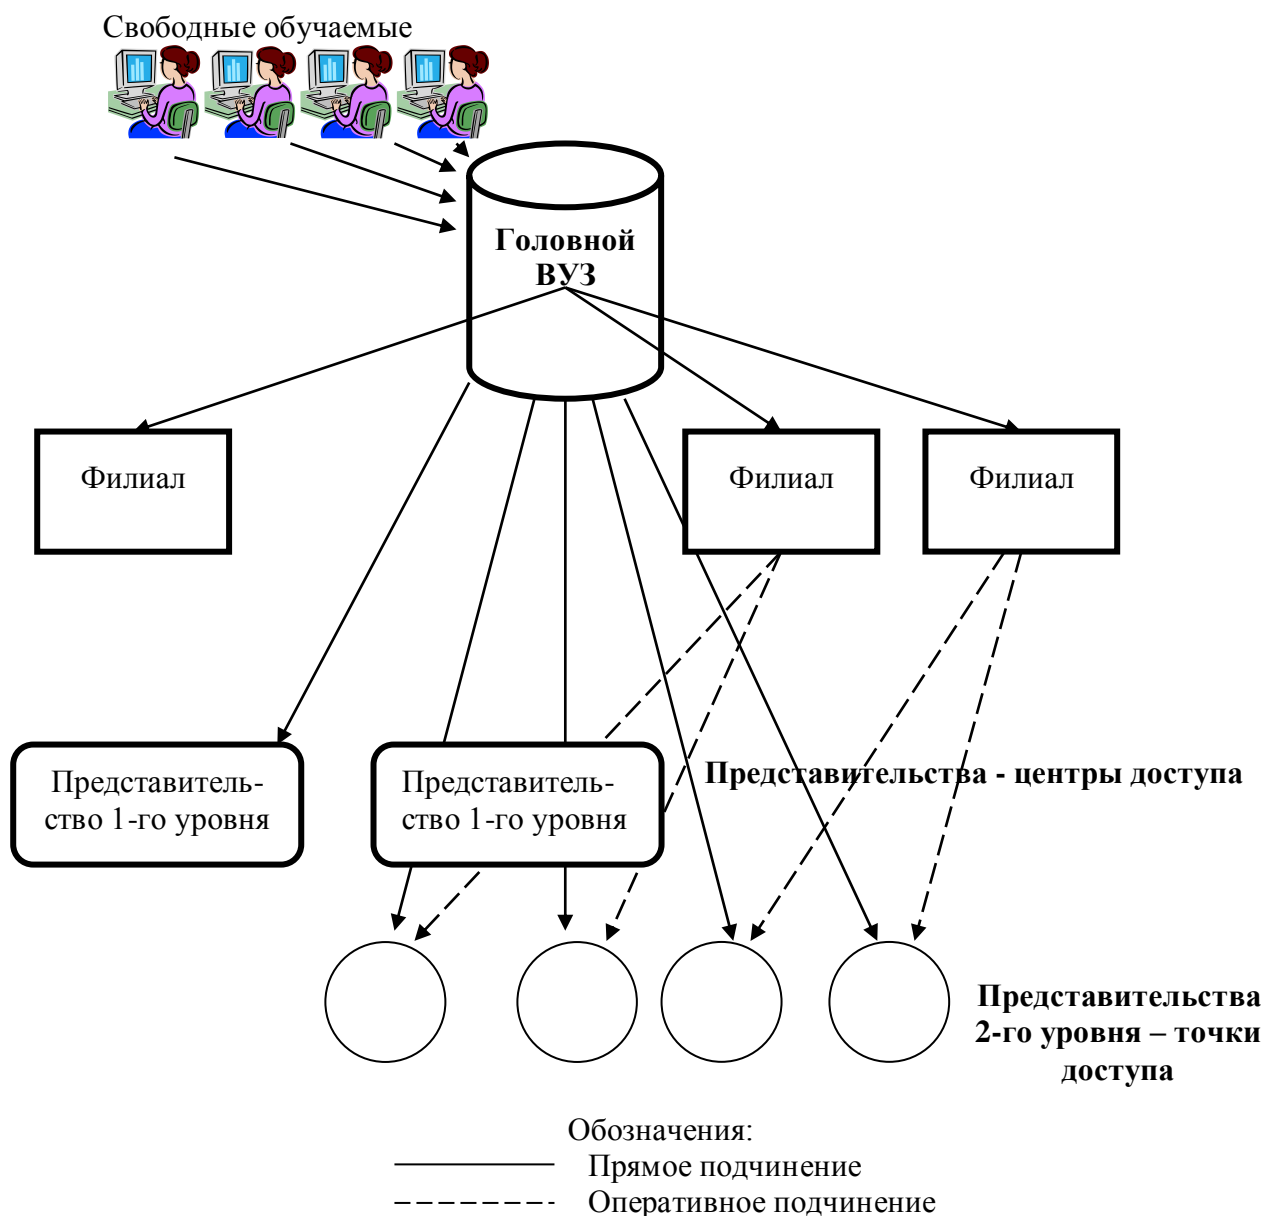 Свободные обучаемые
Головной
ВУЗ
Филиал
Филиал
Филиал
Представитель-
ство 1-го уровня
Представитель-
ство 1-го уровня
Представительства - центры доступа
Представительства
2-го уровня – точки
доступа
Обозначения:
Прямое подчинение
Оперативное подчинение